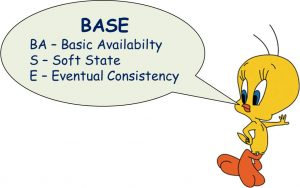 BASE
BA – Basic Availabilty
S – Soft State
E – Eventual Consistency